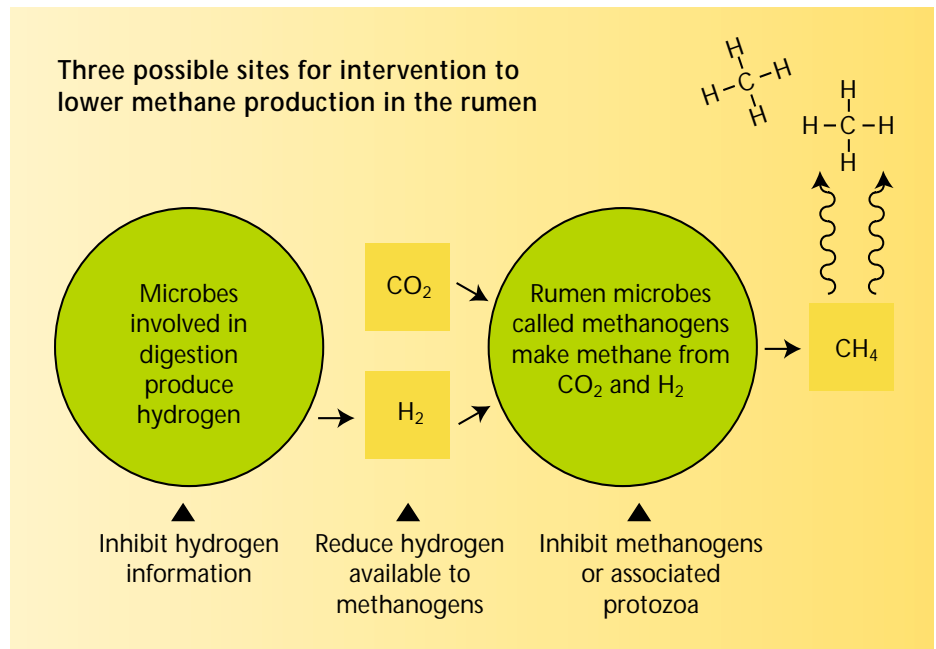 Three possible sites for intervention to
lower methane production in the rumen
H
H
C
H
H
H
H–C–H
H
Microbes
involved in
digestion
produce
hydrogen
CO₂
H₂
Rumen microbes
called methanogens
make methane from
CO₂ and H₂
CH₄
Inhibit hydrogen
information
Reduce hydrogen
available to
methanogens
Inhibit methanogens
or associated
protozoa